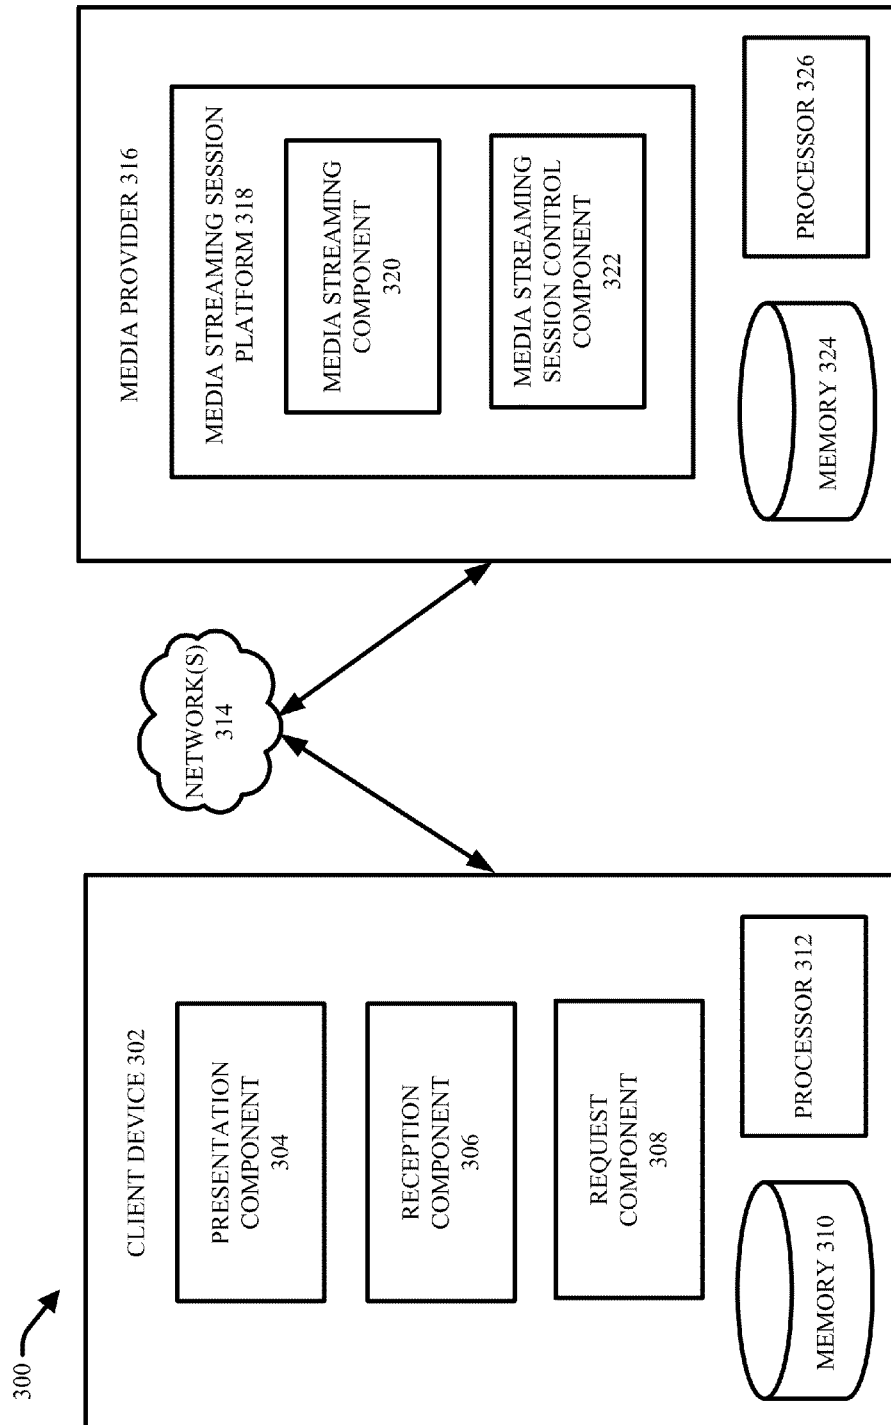 300
CLIENT DEVICE 302
PRESENTATION
COMPONENT
304
RECEPTION
COMPONENT
306
REQUEST
COMPONENT
308
MEMORY 310
PROCESSOR 312
NETWORK(S)
314
MEDIA PROVIDER 316
MEDIA STREAMING SESSION
PLATFORM 318
MEDIA STREAMING
COMPONENT
320
MEDIA STREAMING
SESSION CONTROL
COMPONENT
322
MEMORY 324
PROCESSOR 326